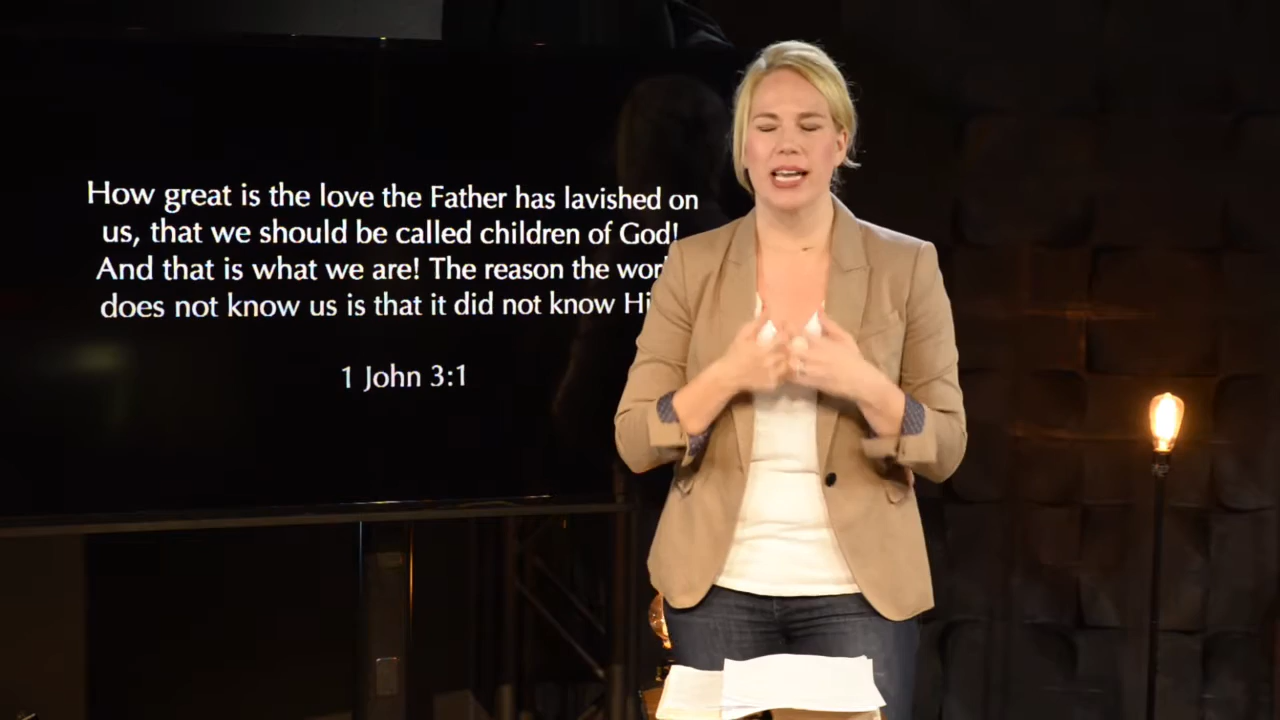 How great is the love the Father has lavished on
us, that we should be called children of God!
And that is what we are! The reason the
does not know us is that it did not know
1 John 3:1